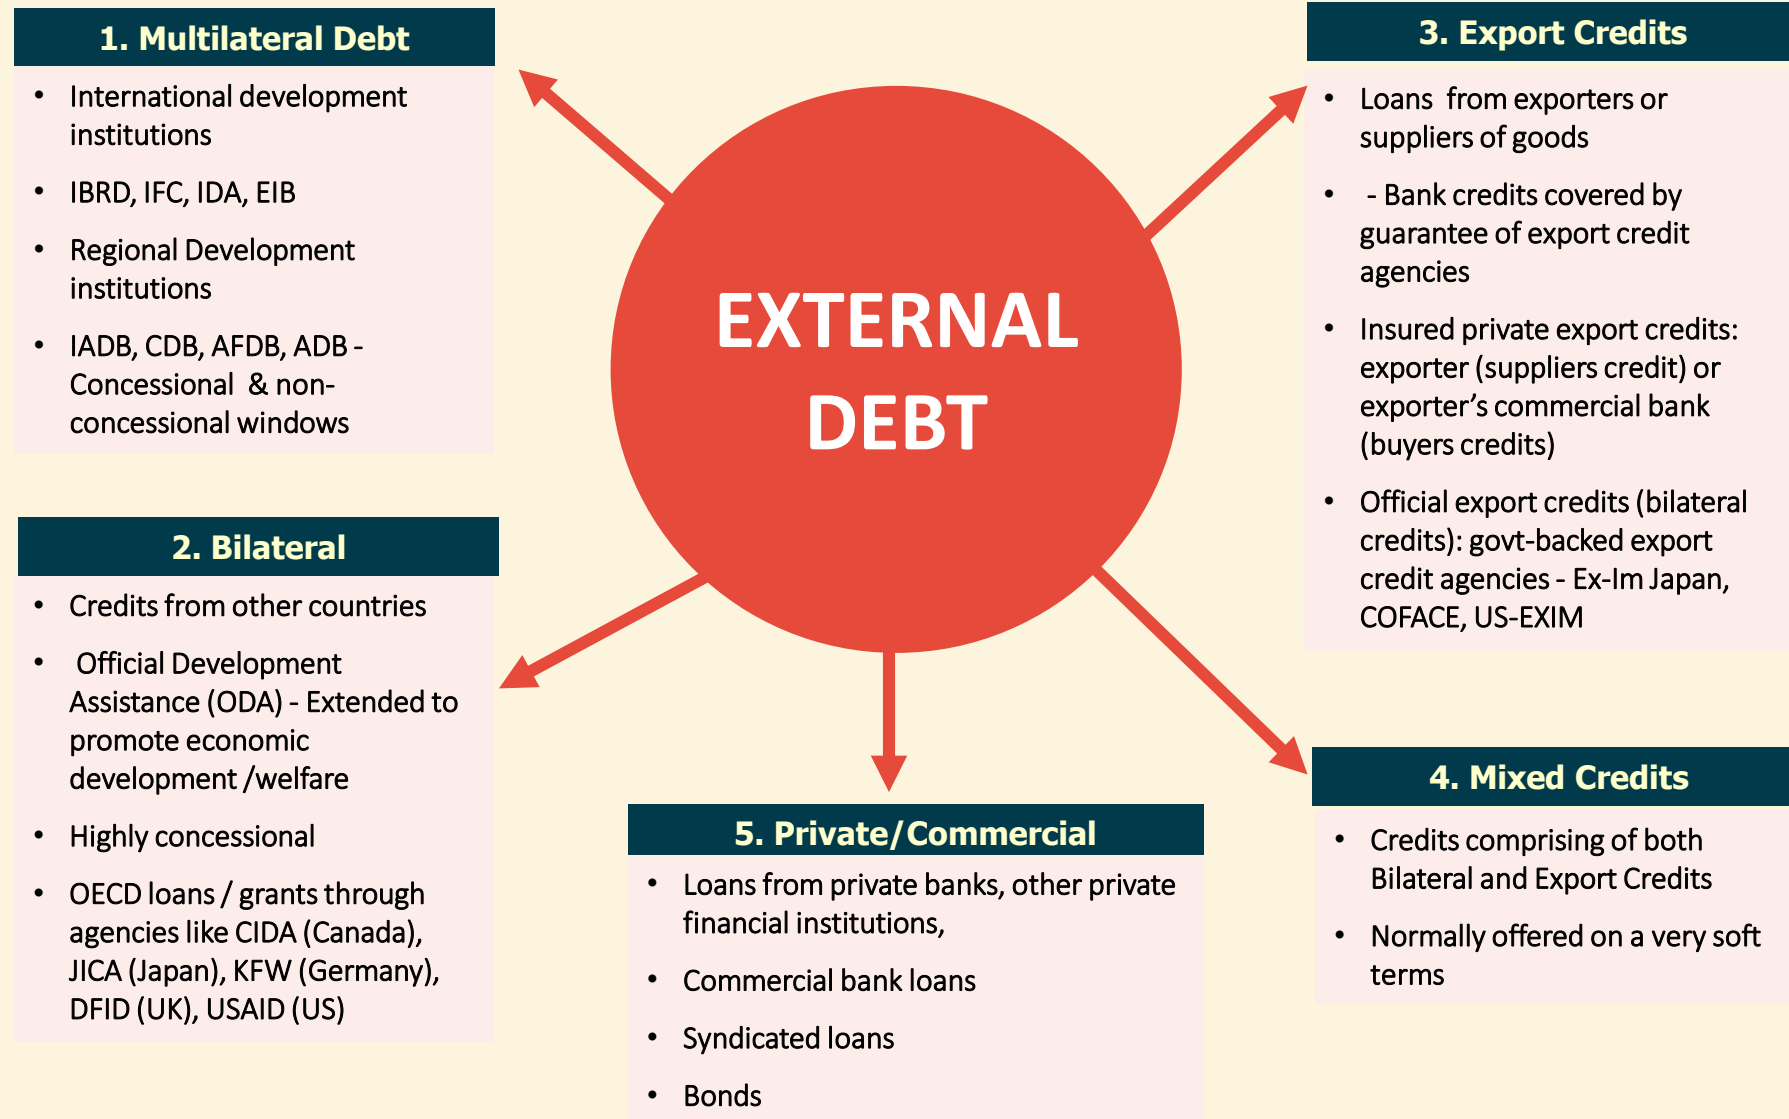 1. Multilateral Debt
• International development
institutions
• IBRD, IFC, IDA, EIB
• Regional Development
institutions
• IADB, CDB, AFDB, ADB -
Concessional & non-
concessional windows
2. Bilateral
• Credits from other countries
• Official Development
Assistance (ODA) - Extended to
promote economic
development /welfare
• Highly concessional
• OECD loans / grants through
agencies like CIDA (Canada),
JICA (Japan), KFW (Germany),
DFID (UK), USAID (US)
EXTERNAL
DEBT
3. Export Credits
• Loans from exporters or
suppliers of goods
• - Bank credits covered by
guarantee of export credit
agencies
• Insured private export credits:
exporter (suppliers credit) or
exporter’s commercial bank
(buyers credits)
• Official export credits (bilateral
credits): govt-backed export
credit agencies - Ex-Im Japan,
COFACE, US-EXIM
4. Mixed Credits
• Credits comprising of both
Bilateral and Export Credits
• Normally offered on a very soft
terms
5. Private/Commercial
• Loans from private banks, other private
financial institutions,
• Commercial bank loans
• Syndicated loans
• Bonds